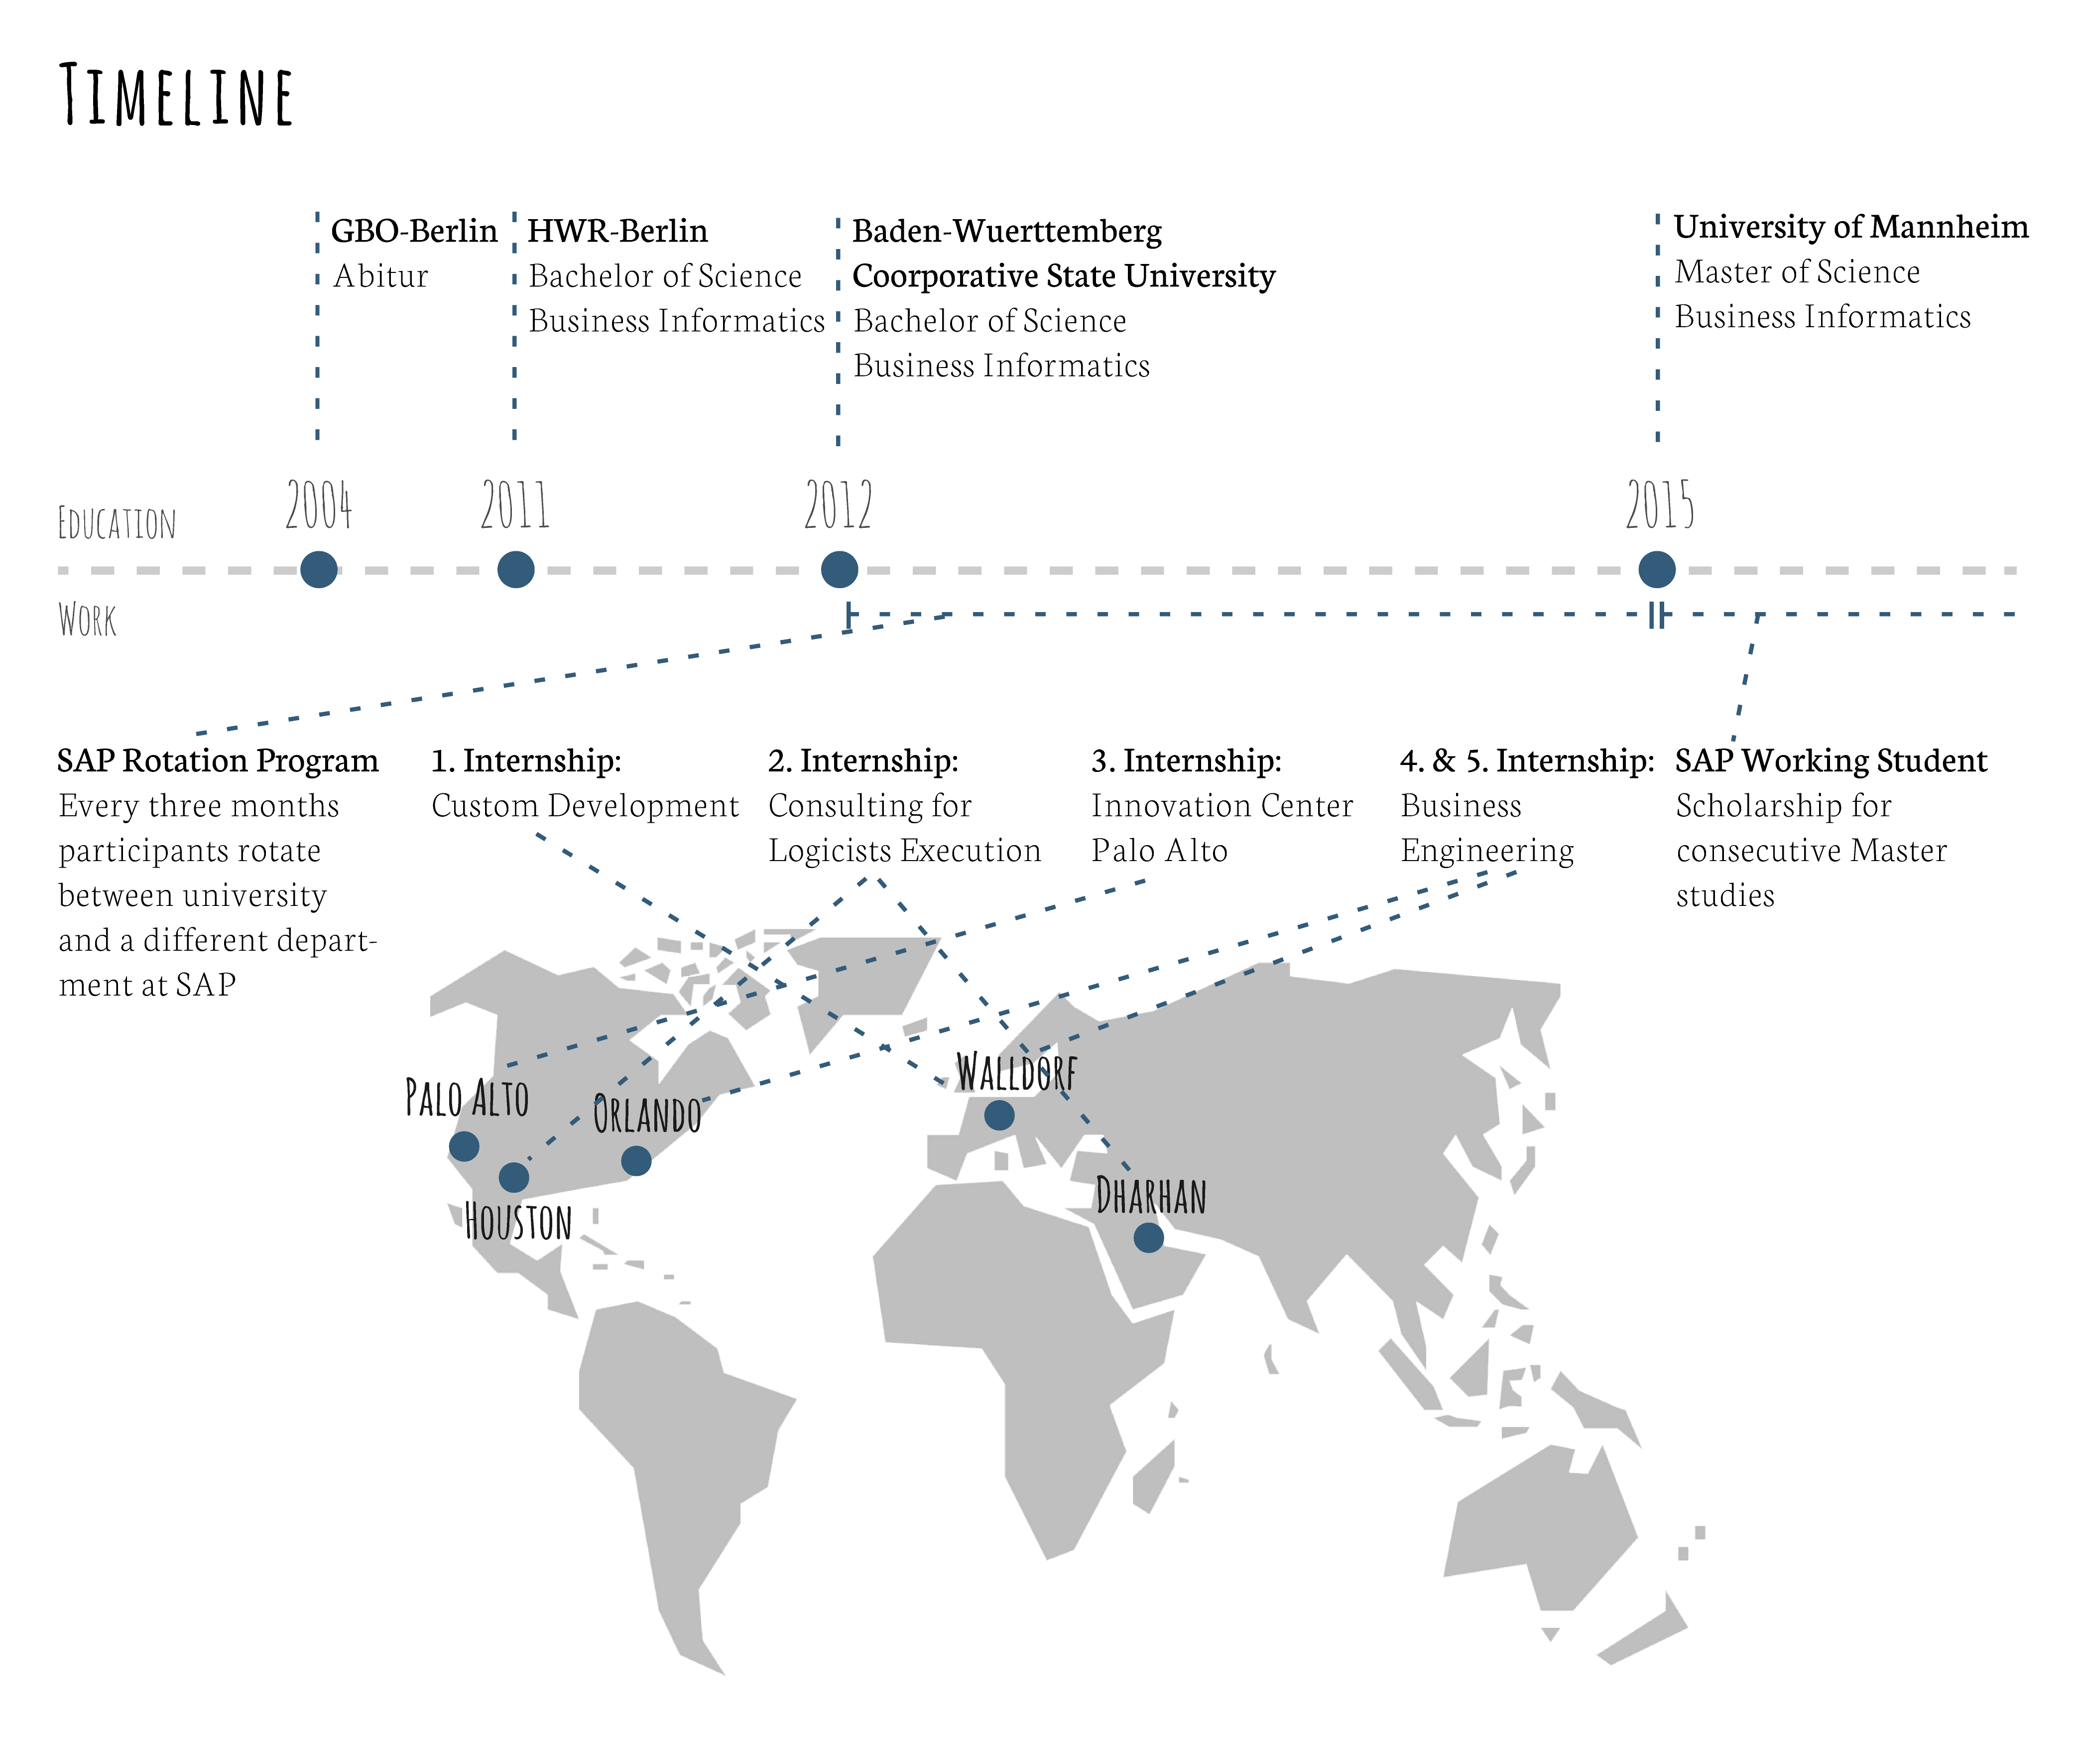 TIMELINE
GBO-Berlin
Abitur
HWR-Berlin
Bachelor of Science
Business Informatics
Baden-Wuerttemberg
Coorporative State University
Bachelor of Science
Business Informatics
University of Mannheim
Master of Science
Business Informatics
EDUCATION
2004
2011
2012
2015
WORK
SAP Rotation Program
Every three months
participants rotate
between university
and a different depart-
ment at SAP
1. Internship:
Custom Development
2. Internship:
Consulting for
Logicists Execution
3. Internship:
Innovation Center
Palo Alto
4. & 5. Internship:
Business
Engineering
SAP Working Student
Scholarship for
consecutive Master
studies
PALO ALTO
ORLANDO
HOUSTON
WALLDORF
DHARHAN